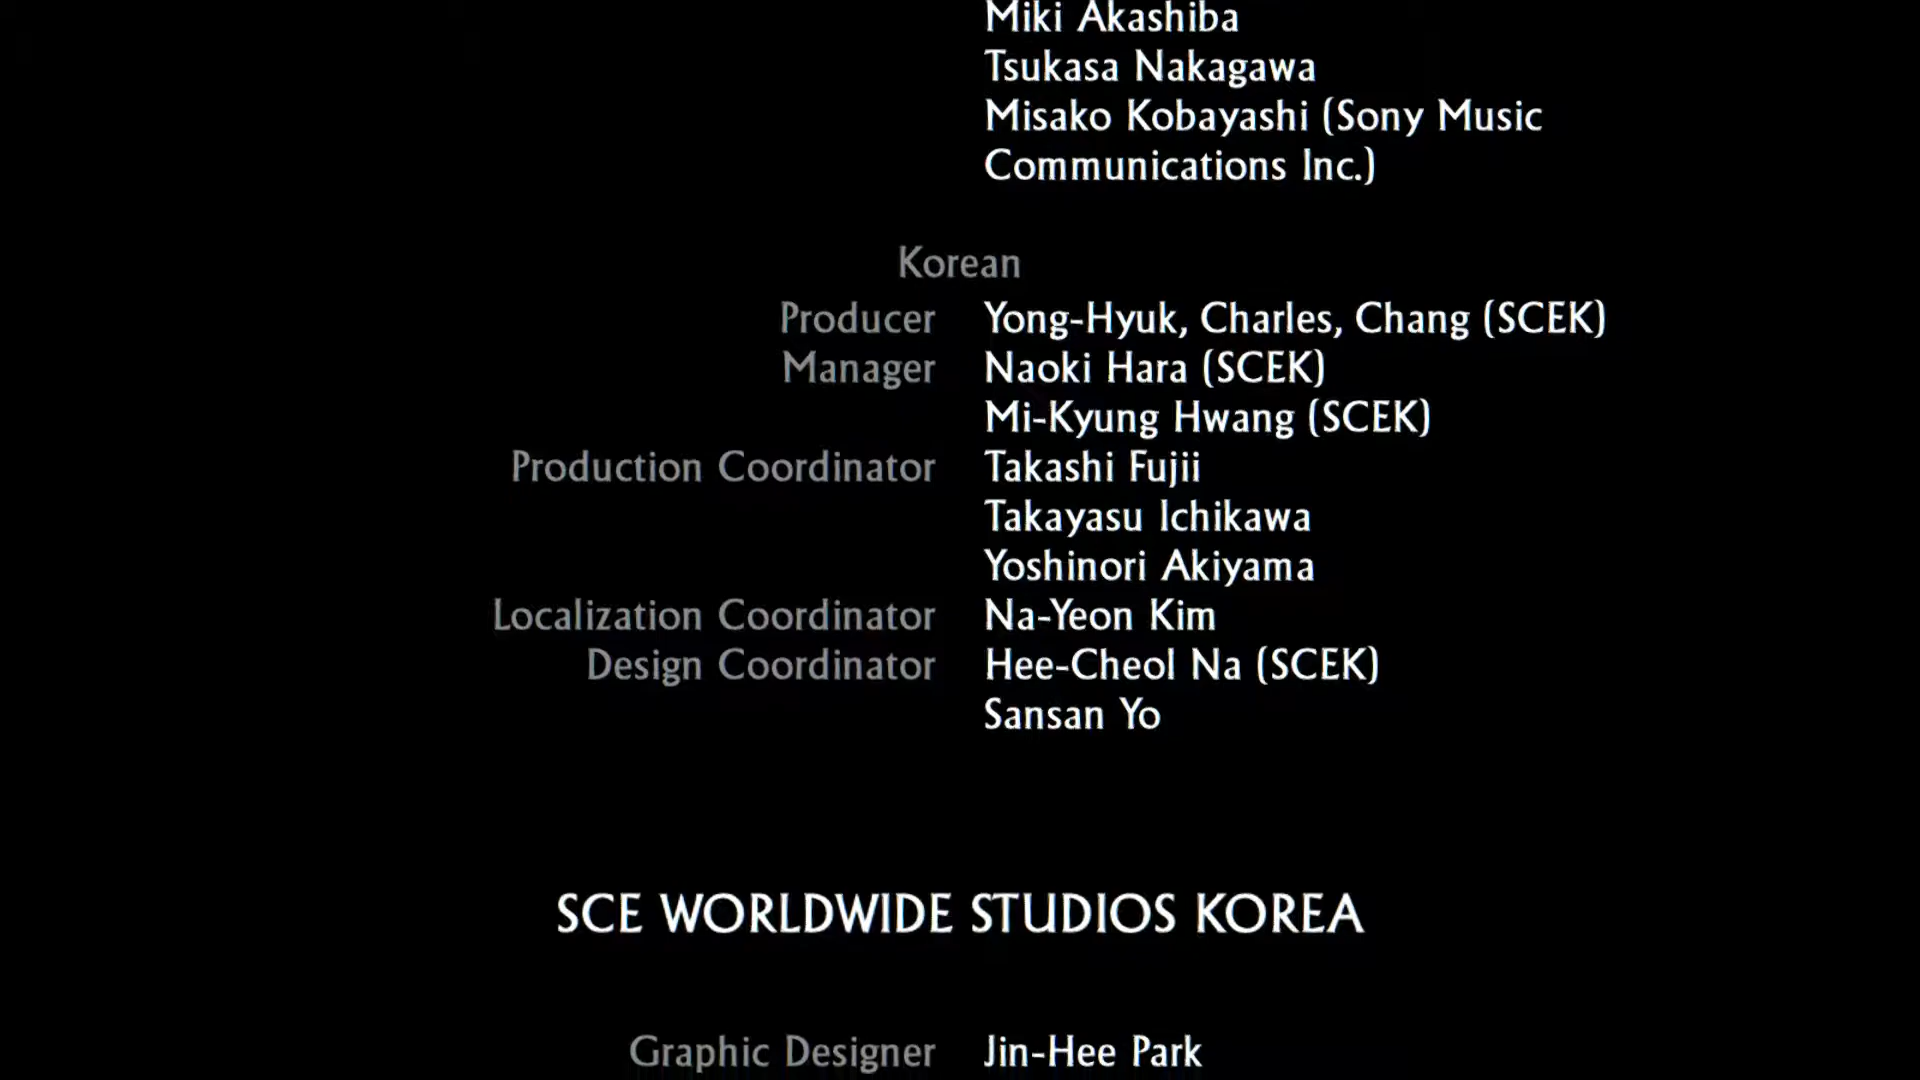 Miki Akashiba
Tsukasa Nakagawa
Misako Kobayashi (Sony Music
Communications Inc.)
Korean
Producer Yong-Hyuk, Charles, Chang (SCEK)
Manager Naoki Hara (SCEK)
Mi-Kyung Hwang (SCEK)
Production Coordinator Takashi Fujii
Takayasu Ichikawa
Yoshinori Akiyama
Localization Coordinator Na-Yeon Kim
Design Coordinator Hee-Cheol Na (SCEK)
Sansan Yo
SCE WORLDWIDE STUDIOS KOREA
Graphic Designer Jin-Hee Park